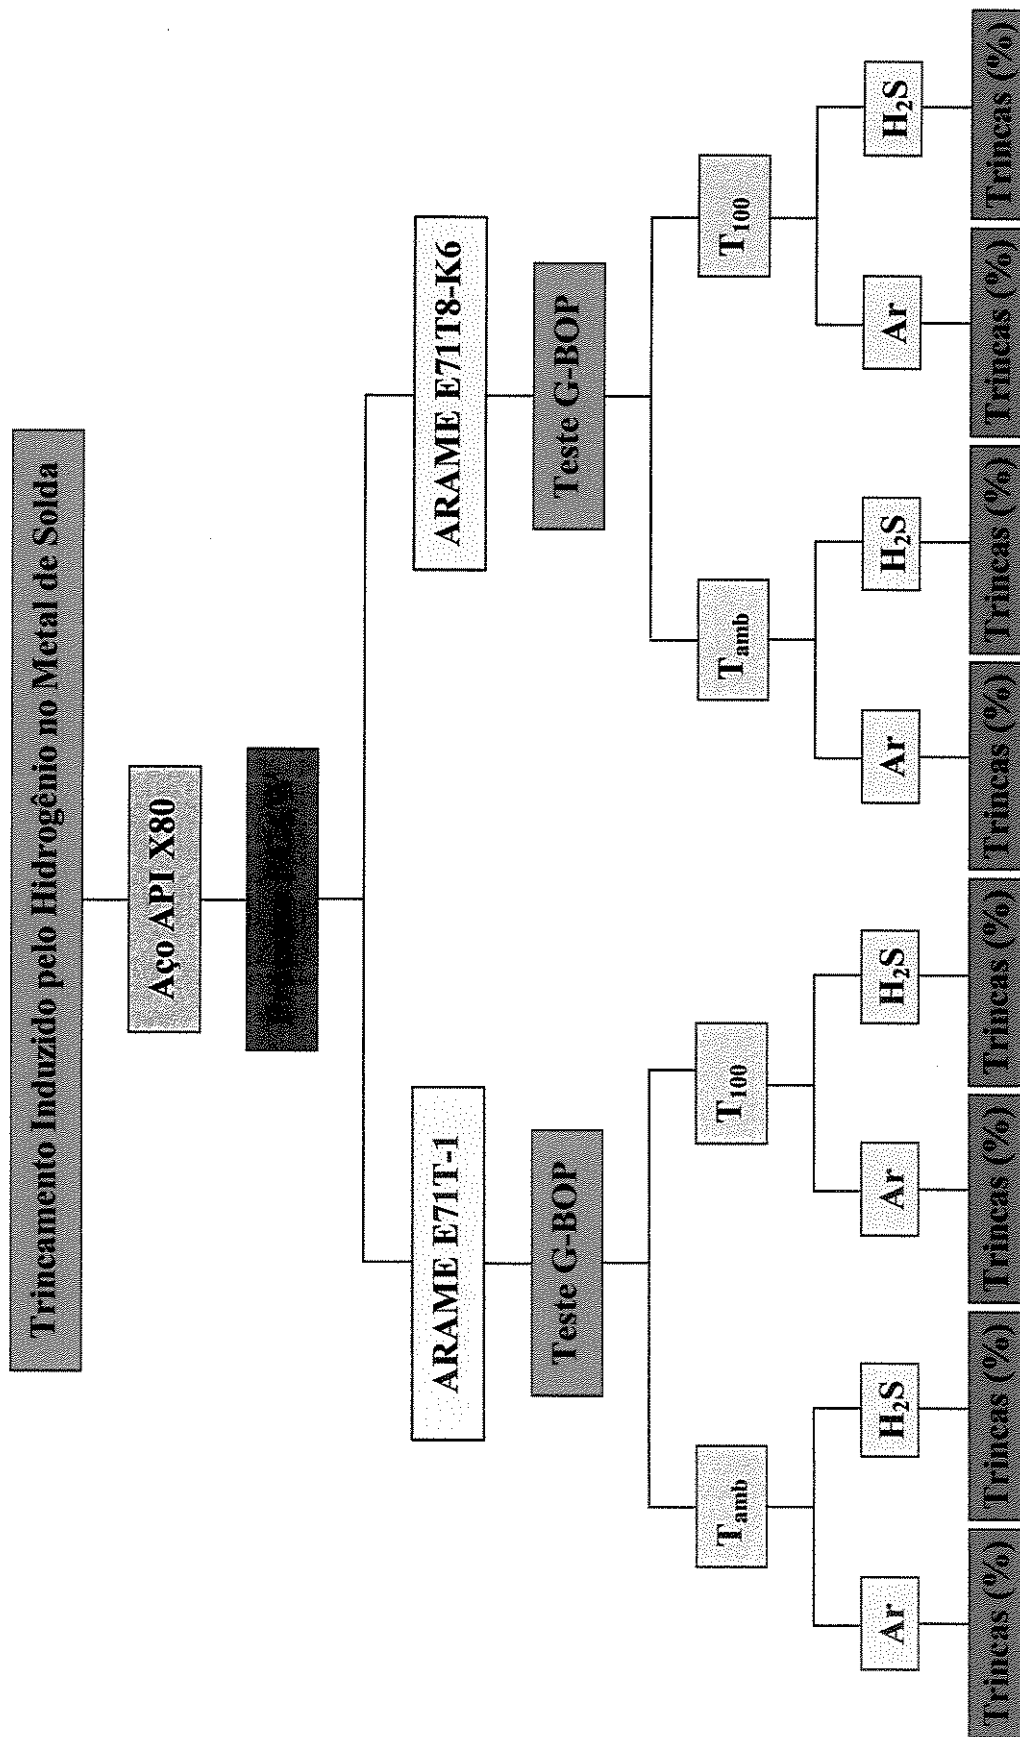 Trincamento Induzido pelo Hidrogênio no Metal de Solda
Aço API X80
ARAME E71T-1
ARAME E71T8-K6
Teste G-BOP
Teste G-BOP
T₁₀₀
T₁₀₀
Tamb
Tamb
Ar
H₂S
Ar
H₂S
Ar
H₂S
Ar
H₂S
Trincas (%)
Trincas (%)
Trincas (%)
Trincas (%)
Trincas (%)
Trincas (%)
Trincas (%)
Trincas (%)